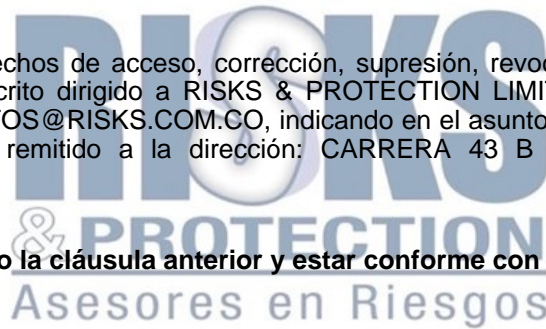 RISKS
echos de acceso, corrección, supresión, revoc
crito dirigido a RISKS & PROTECTION LIMIT
TOS@RISKS.COM.CO, indicando en el asunto
remitido a la dirección: CARRERA 43 B
& PROTECTION
o la cláusula anterior y estar conforme con
Asesores en Riesgos